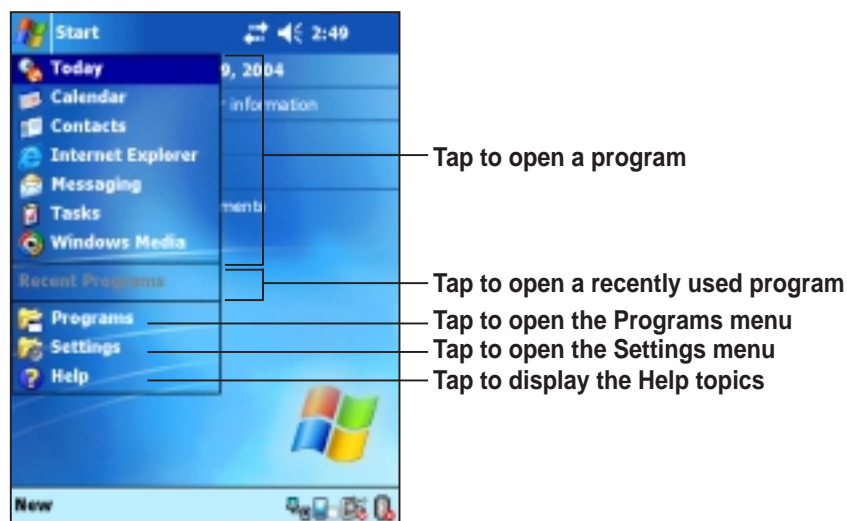 Start 2:49
Today
9, 2004
Calendar
r information
Contacts
Internet Explorer
Tap to open a program
Messaging
Tasks
ments
Windows Media
Recent Programs
Tap to open a recently used program
Programs
Tap to open the Programs menu
Settings
Tap to open the Settings menu
Help
Tap to display the Help topics
New